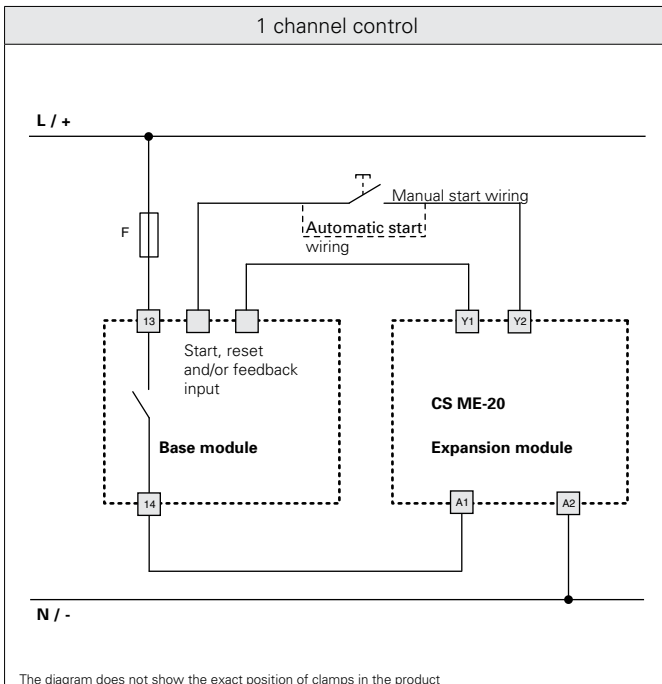 1 channel control
L / +
F
Manual start wiring
Automatic start
wiring
13
Y1
Y2
Start, reset
and/or feedback
input
CS ME-20
Base module
Expansion module
14
A1
A2
N / -
The diagram does not show the exact position of clamps in the product